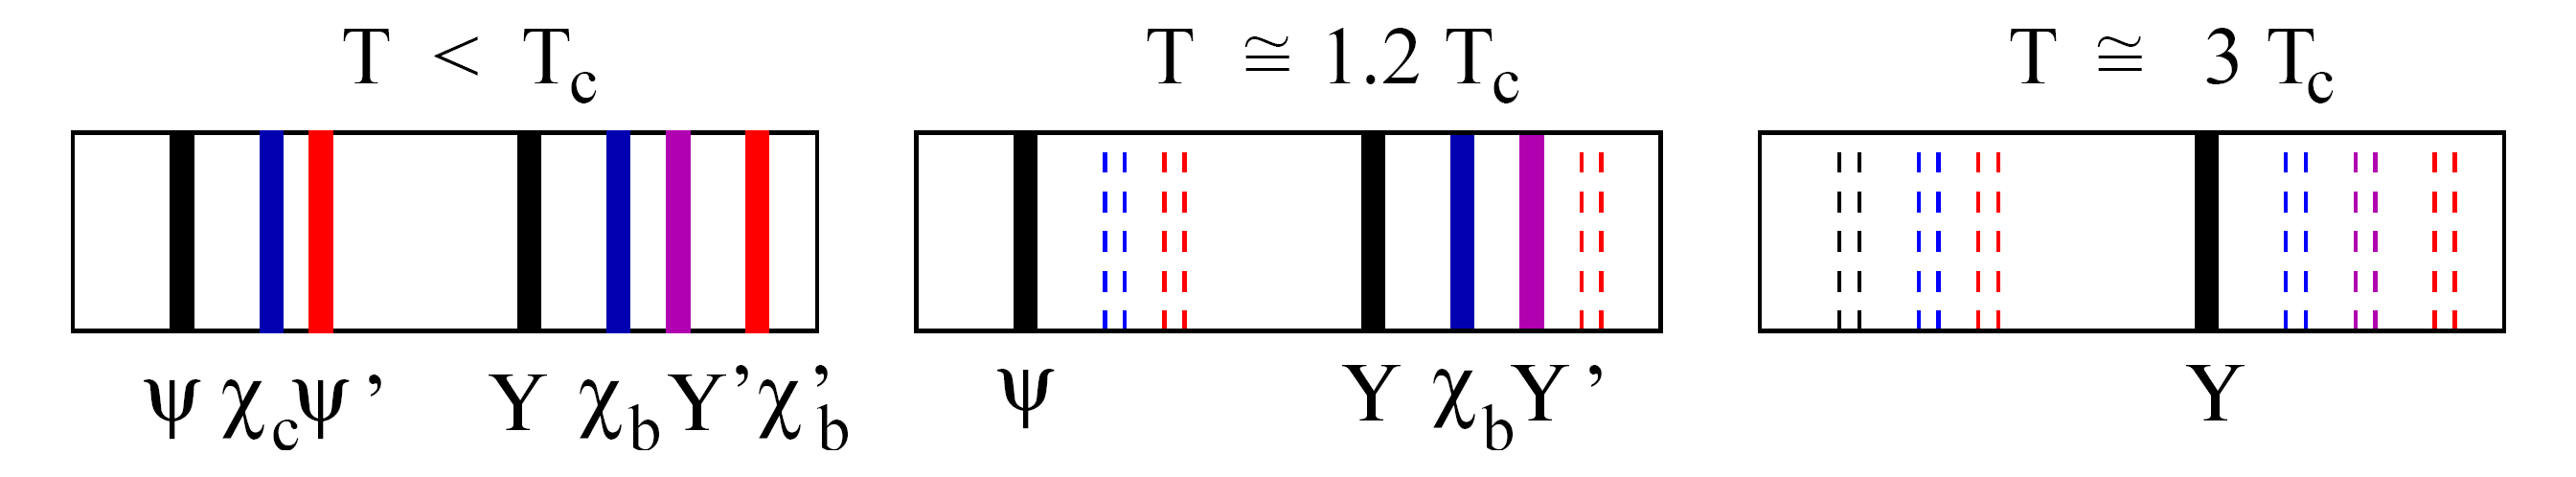 T < T_c T ≅ 1.2 T_c T ≅ 3 T_c
ψ χ_c ψ' Υ χ_b Υ' χ'_b ψ Υ χ_b Υ' Υ